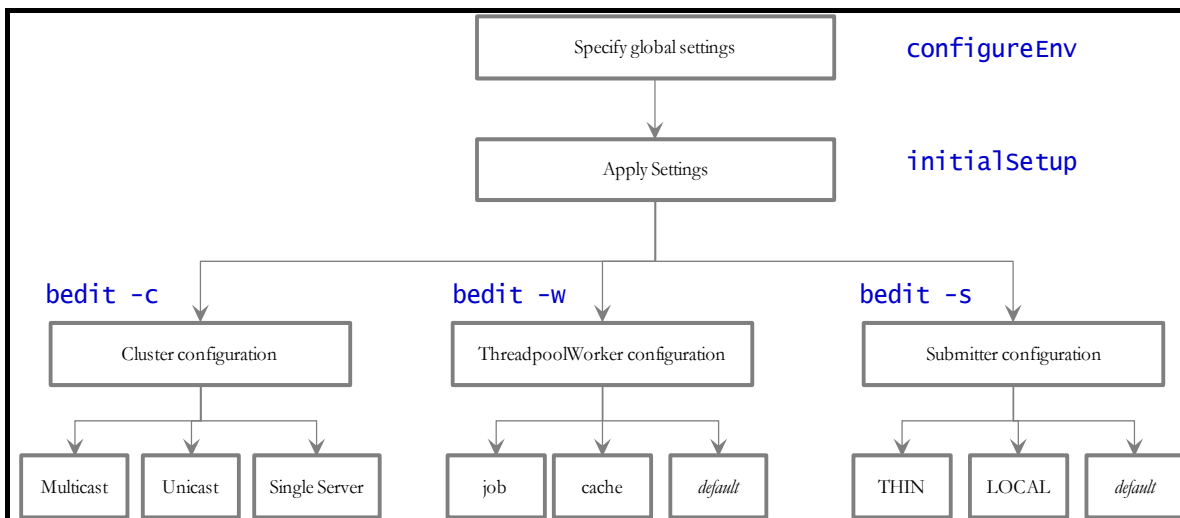 Specify global settings
configureEnv
Apply Settings
initialSetup
bedit -c
bedit -w
bedit -s
Cluster configuration
ThreadpoolWorker configuration
Submitter configuration
Multicast
Unicast
Single Server
job
cache
default
THIN
LOCAL
default